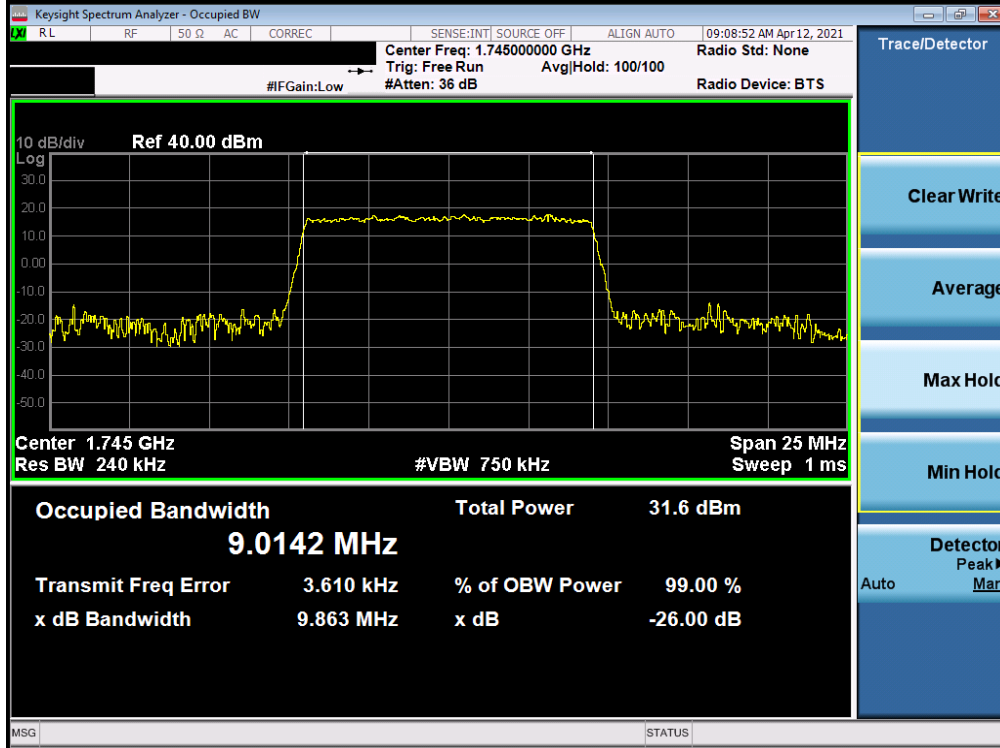 Keysight Spectrum Analyzer - Occupied BW
LXI RL RF 50 Ω AC CORREC SENSE:INT SOURCE OFF ALIGN AUTO 09:08:52 AM Apr 12, 2021
Center Freq: 1.745000000 GHz Radio Std: None
Trig: Free Run Avg|Hold: 100/100
#IFGain:Low #Atten: 36 dB Radio Device: BTS
Trace/Detector
10 dB/div Ref 40.00 dBm
Log
30.0
20.0
10.0
0.00
-10.0
-20.0
-30.0
-40.0
-50.0
Center 1.745 GHz Span 25 MHz
Res BW 240 kHz #VBW 750 kHz Sweep 1 ms
Occupied Bandwidth Total Power 31.6 dBm
9.0142 MHz
Transmit Freq Error 3.610 kHz % of OBW Power 99.00 %
x dB Bandwidth 9.863 MHz x dB -26.00 dB
Clear Write
Average
Max Hold
Min Hold
Detector
Peak
Auto Man
MSG STATUS